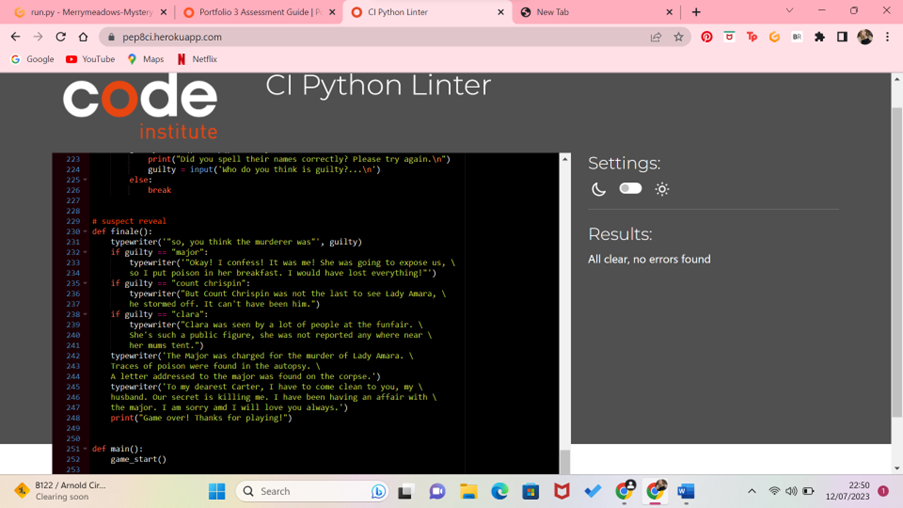 run.py - Merrymeadows-Mystery
Portfolio 3 Assessment Guide | P
CI Python Linter
New Tab
pep8ci.herokuapp.com
Google
YouTube
Maps
Netflix
code
institute
CI Python Linter
223 print("Did you spell their names correctly? Please try again.\n")
224 guilty = input('Who do you think is guilty?...\n')
225 else:
226 break
227
228
229 # suspect reveal
230 def finale():
231 typewriter('"so, you think the murderer was"', guilty)
232 if guilty == "major":
233 typewriter('"Okay! I confess! It was me! She was going to expose us, \
234 so I put poison in her breakfast. I would have lost everything!"')
235 if guilty == "count chrispin":
236 typewriter("But Count Chrispin was not the last to see Lady Amara, \
237 he stormed off. It can't have been him.")
238 if guilty == "clara":
239 typewriter("Clara was seen by a lot of people at the funfair. \
240 She's such a public figure, she was not reported any where near \
241 her mums tent.")
242 typewriter('The Major was charged for the murder of Lady Amara. \
243 Traces of poison were found in the autopsy. \
244 A letter addressed to the major was found on the corpse.')
245 typewriter('To my dearest Carter, I have to come clean to you, my \
246 husband. Our secret is killing me. I have been having an affair with \
247 the major. I am sorry amd I will love you always.')
248 print("Game over! Thanks for playing!")
249
250
251 def main():
252 game_start()
253
Settings:
Results:
All clear, no errors found
B122 / Arnold Cir...
Clearing soon
Search
22:50
12/07/2023
1